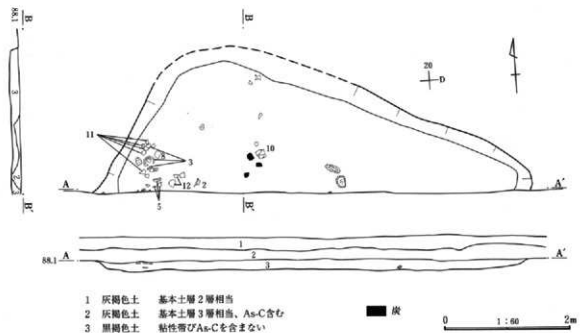 88.1
B
B
20
D
3
11
8
3
10
12
2
5
2
A
A′
B′
B′
1
88.1
A
2
A′
3
1 灰褐色土 基本土層2層相当
2 灰褐色土 基本土層3層相当、As-C含む
3 黒褐色土 粘性帯びAs-Cを含まない
炭
0 1:60 2m